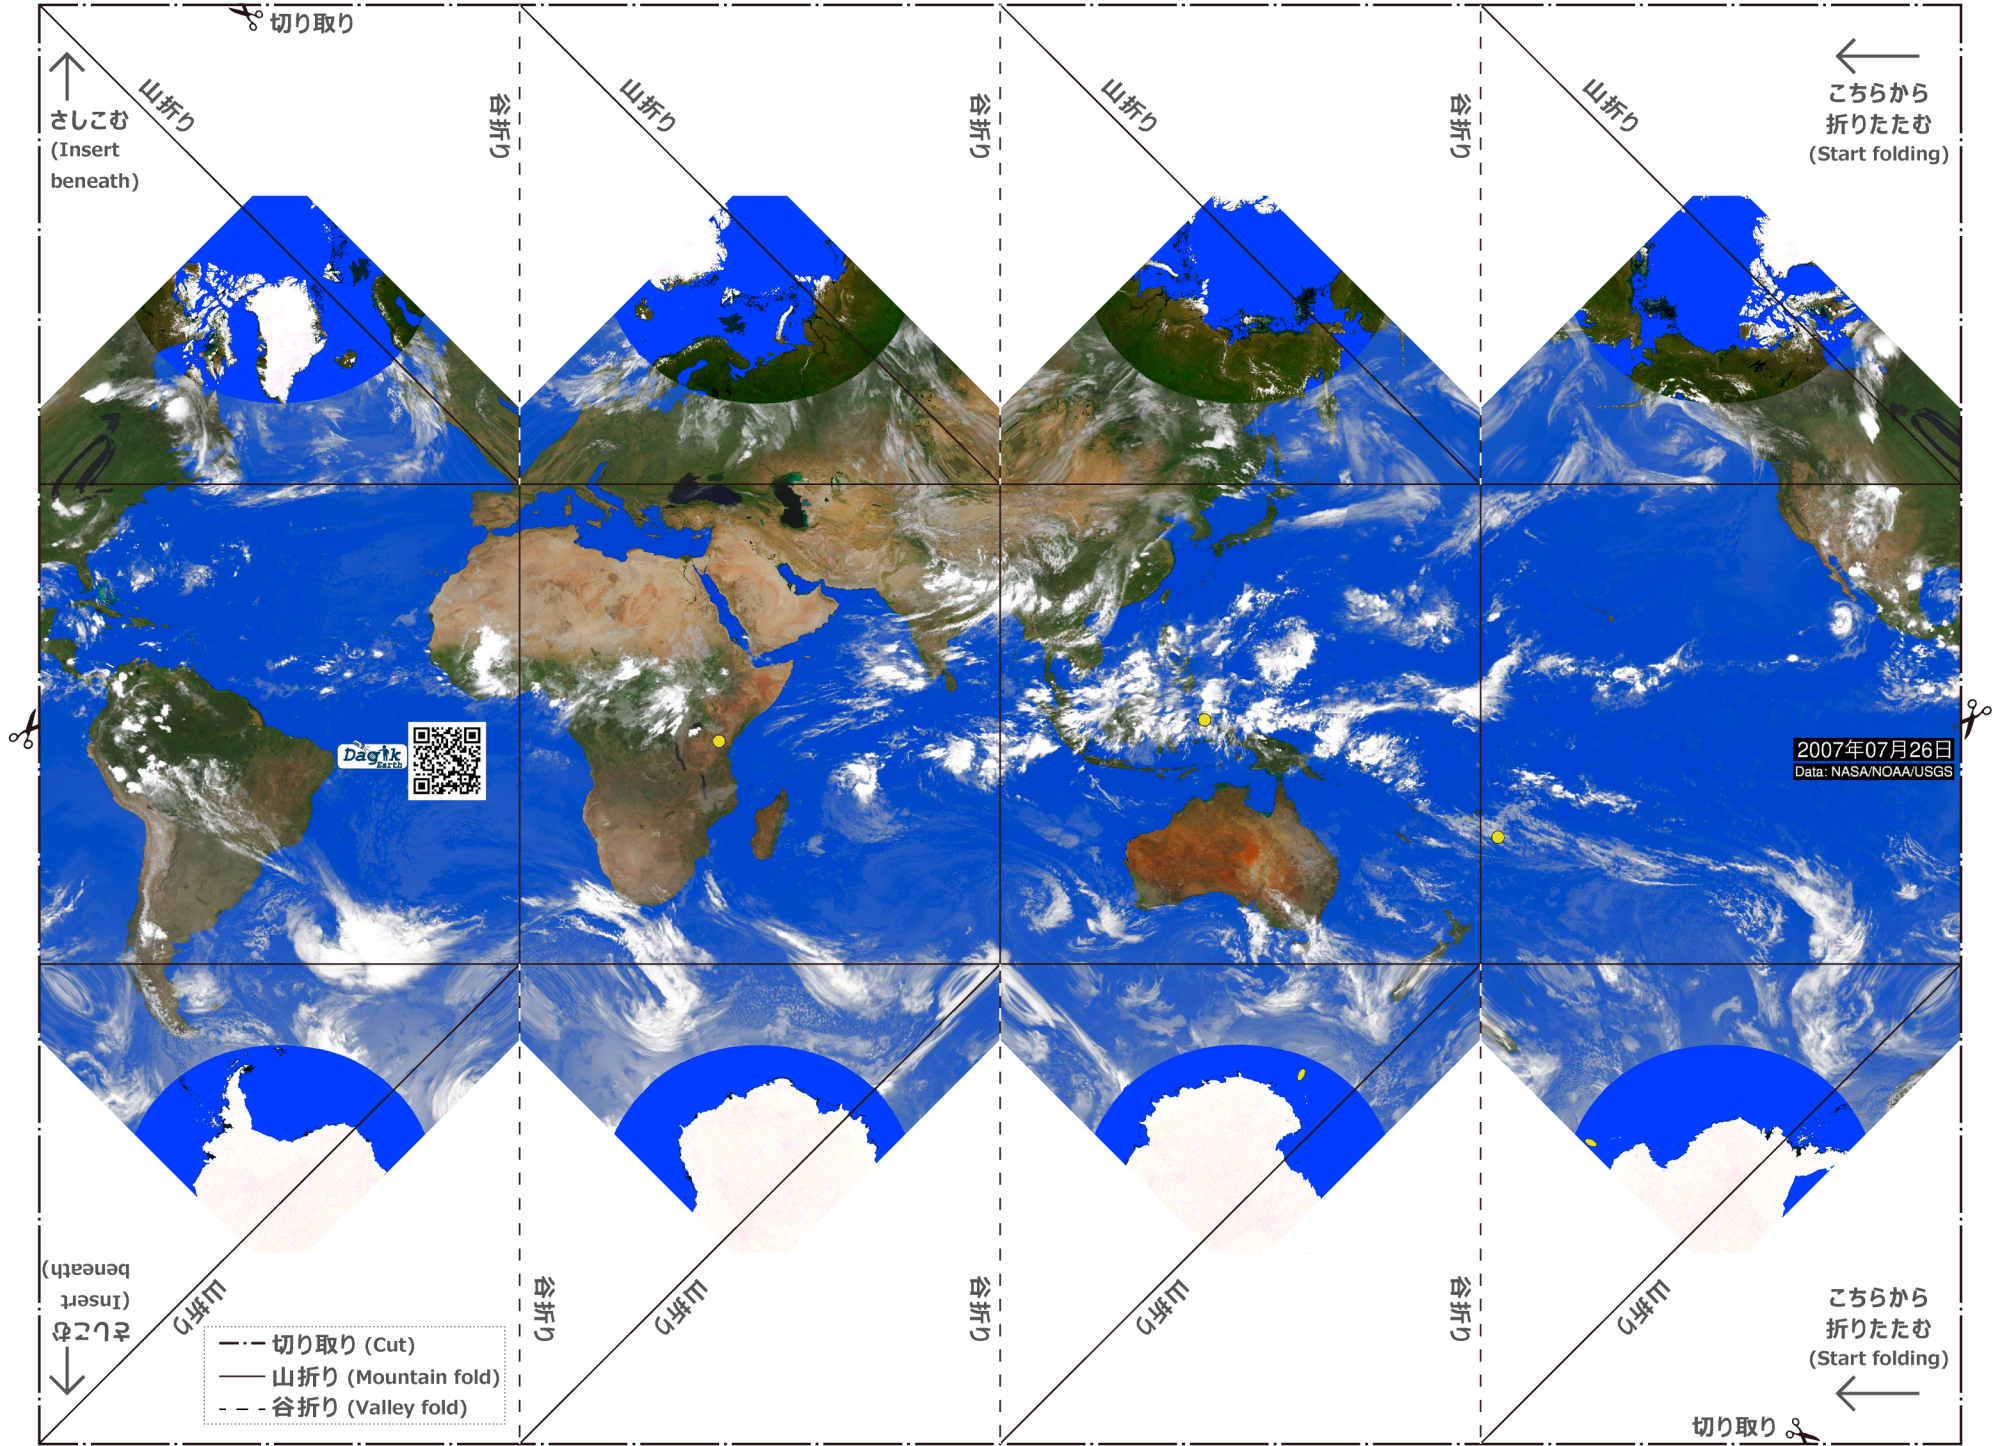 切り取り
さしこむ
(Insert
beneath)
山折り
谷折り
山折り
谷折り
山折り
谷折り
山折り
こちらから
折りたたむ
(Start folding)
Dagik
Earth
2007年07月26日
Data: NASA/NOAA/USGS
さしこむ
(Insert
beneath)
山折り
谷折り
山折り
谷折り
山折り
谷折り
山折り
こちらから
折りたたむ
(Start folding)
切り取り (Cut)
山折り (Mountain fold)
谷折り (Valley fold)
切り取り